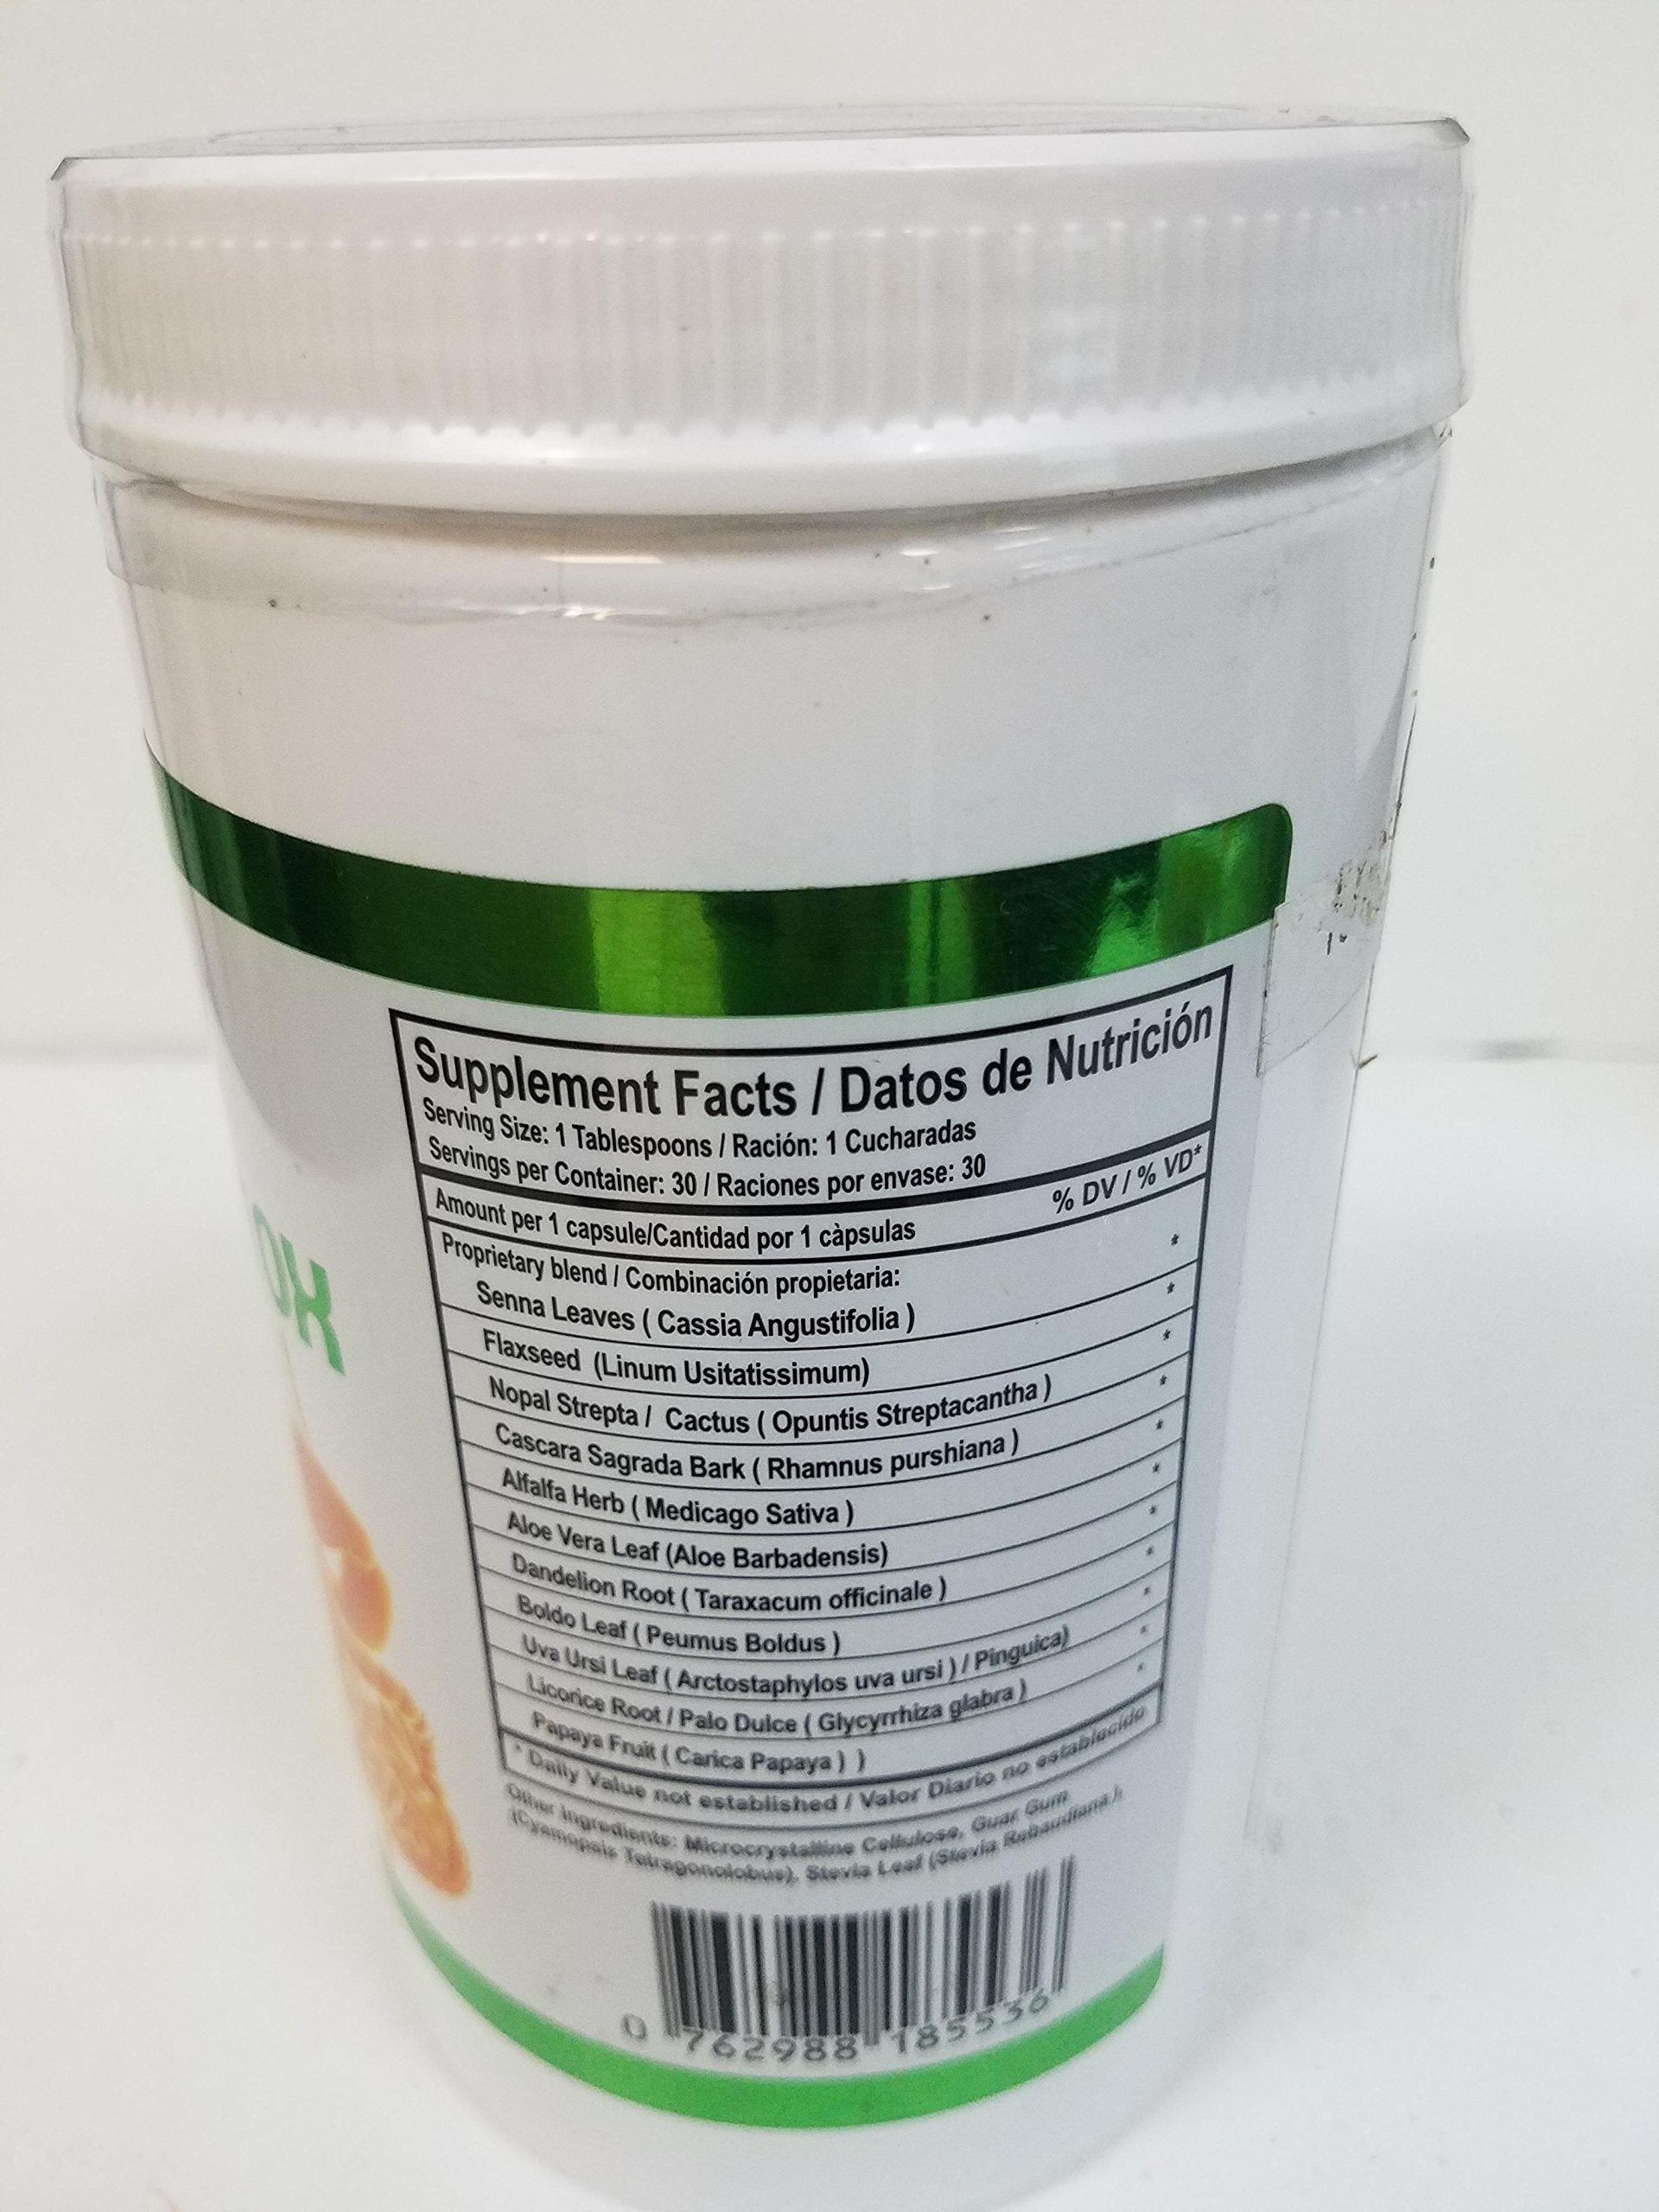 Supplement Facts / Datos de Nutrición
Serving Size: 1 Tablespoons / Ración: 1 Cucharadas
Servings per Container: 30 / Raciones por envase: 30
% DV / % VD*
Amount per 1 capsule/Cantidad por 1 càpsulas
Proprietary blend / Combinación propietaria: *
Senna Leaves ( Cassia Angustifolia ) *
Flaxseed (Linum Usitatissimum) *
Nopal Strepta / Cactus ( Opuntis Streptacantha ) *
Cascara Sagrada Bark ( Rhamnus purshiana ) *
Alfalfa Herb ( Medicago Sativa ) *
Aloe Vera Leaf (Aloe Barbadensis) *
Dandelion Root ( Taraxacum officinale ) *
Boldo Leaf ( Peumus Boldus ) *
Uva Ursi Leaf ( Arctostaphylos uva ursi ) / Pinguica) *
Licorice Root / Palo Dulce ( Glycyrrhiza glabra ) *
Papaya Fruit ( Carica Papaya ) )
* Daily Value not established / Valor Diario no establecido
Other Ingredients: Microcrystalline Cellulose, Guar Gum
(Cyamopsis Tetragonolobus), Stevia Leaf (Stevia Rebaudiana ).
0 762988 185536
OX